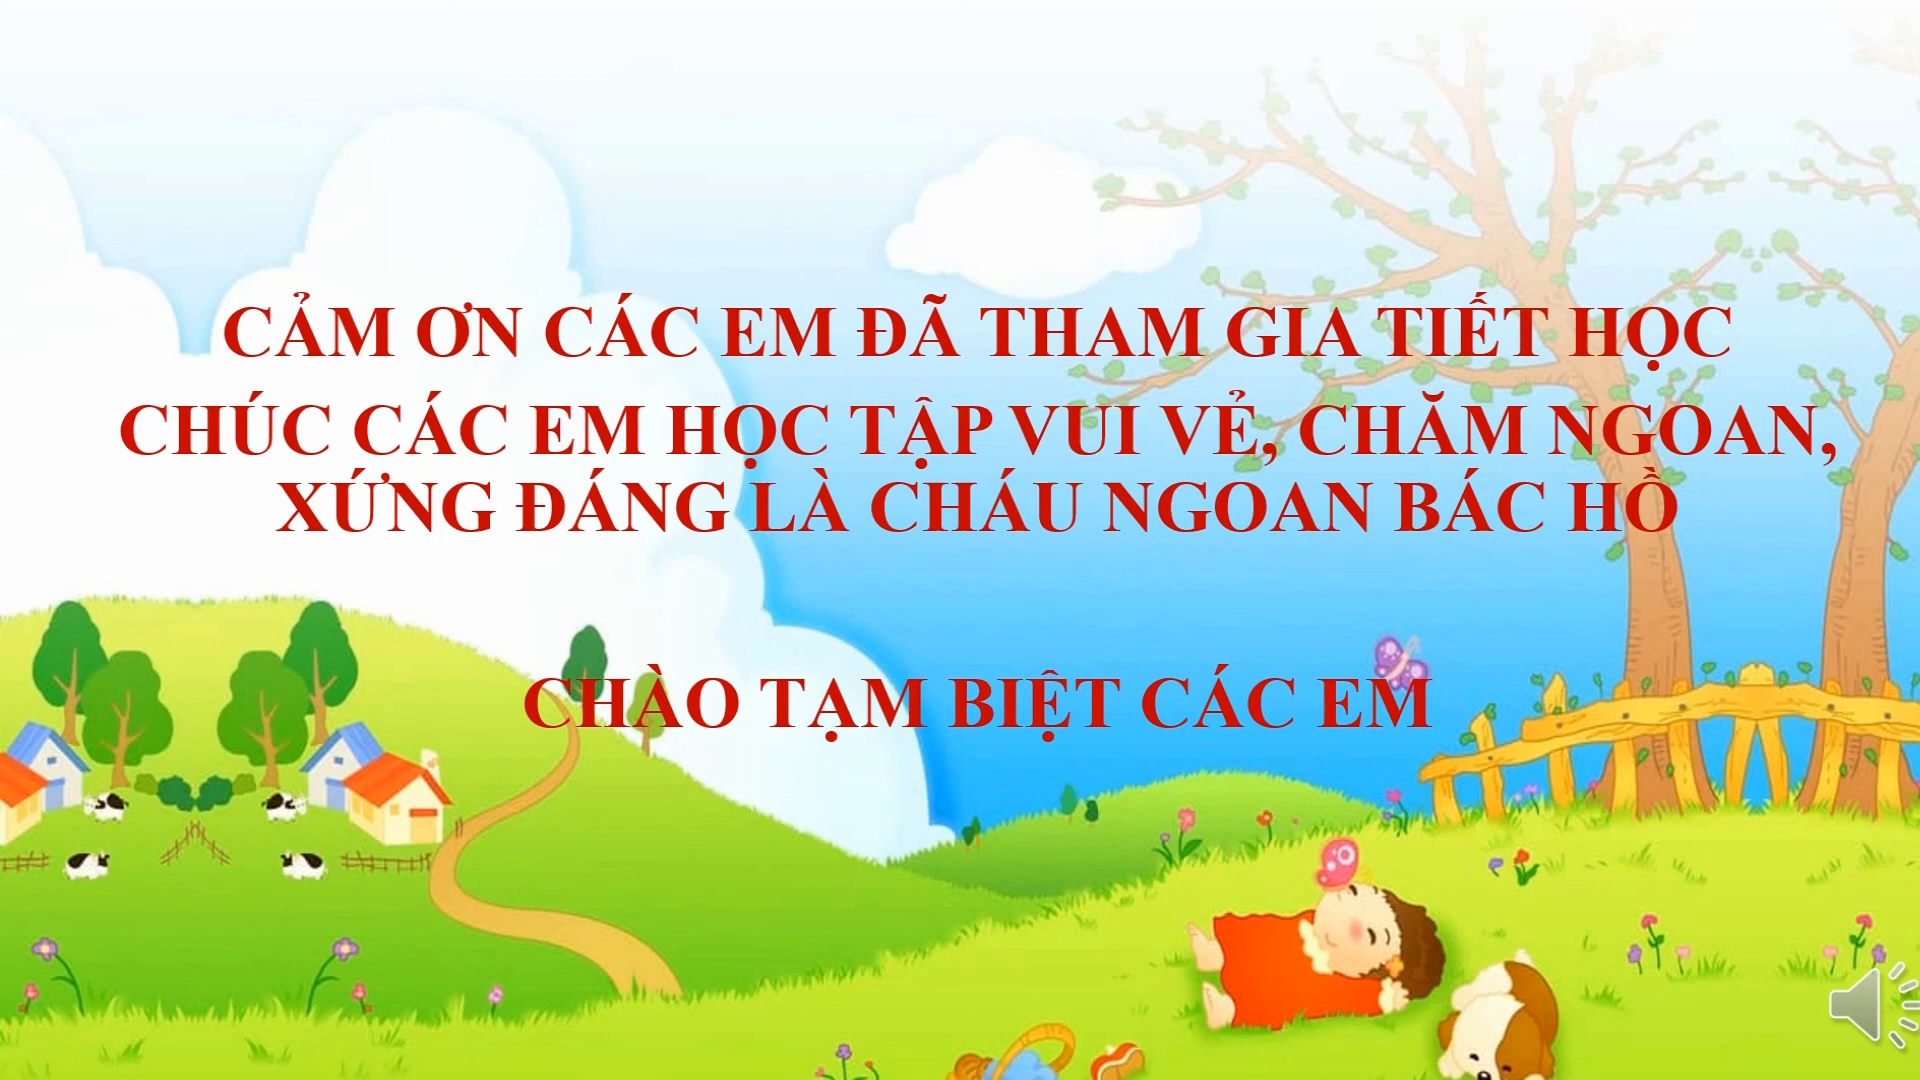 CẢM ƠN CÁC EM ĐÃ THAM GIA TIẾT HỌC
CHÚC CÁC EM HỌC TẬP VUI VẺ, CHĂM NGOAN,
XỨNG ĐÁNG LÀ CHÁU NGOAN BÁC HỒ
CHÀO TẠM BIỆT CÁC EM